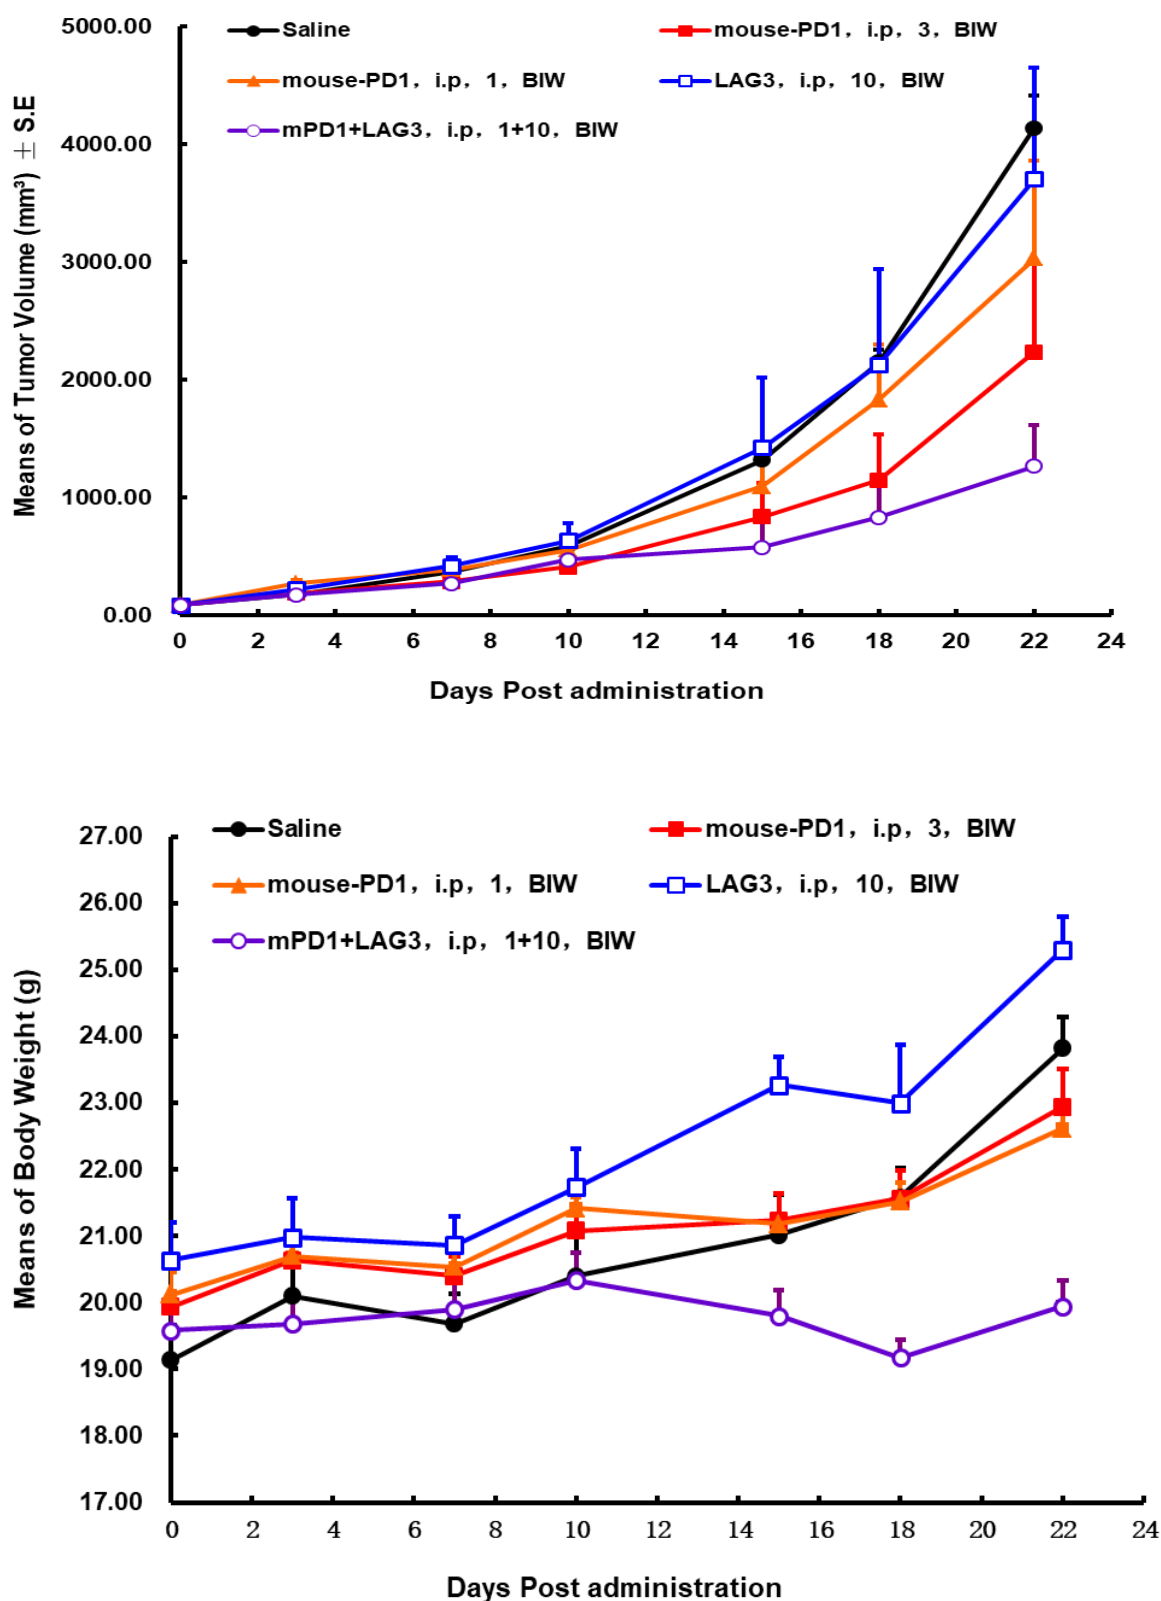 5000.00
4000.00
3000.00
2000.00
1000.00
0.00
Means of Tumor Volume (mm³) ± S.E
Saline
mouse-PD1, i.p, 3, BIW
mouse-PD1, i.p, 1, BIW
LAG3, i.p, 10, BIW
mPD1+LAG3, i.p, 1+10, BIW
0 2 4 6 8 10 12 14 16 18 20 22 24
Days Post administration
27.00
26.00
25.00
24.00
23.00
22.00
21.00
20.00
19.00
18.00
17.00
Means of Body Weight (g)
Saline
mouse-PD1, i.p, 3, BIW
mouse-PD1, i.p, 1, BIW
LAG3, i.p, 10, BIW
mPD1+LAG3, i.p, 1+10, BIW
0 2 4 6 8 10 12 14 16 18 20 22 24
Days Post administration